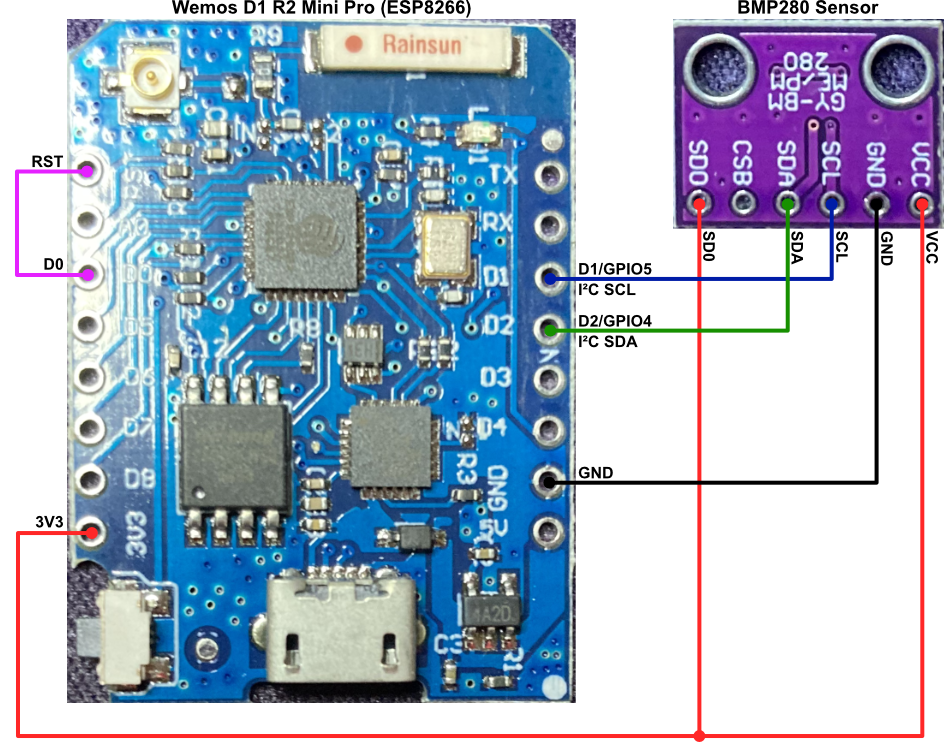 Wemos D1 R2 Mini Pro (ESP8266)
BMP280 Sensor
R9
Rainsun
GY-BM
ME/PM
280
SDO
CSB
SDA
SCL
GND
VCC
RST
TX
RX
D0
D1
D1/GPIO5
I²C SCL
SD0
SDA
SCL
GND
VCC
D5
D2
D2/GPIO4
I²C SDA
D6
D3
D7
D4
D8
R3
GND
GND
3V3
3V3
5V
AA2D
C3
R1